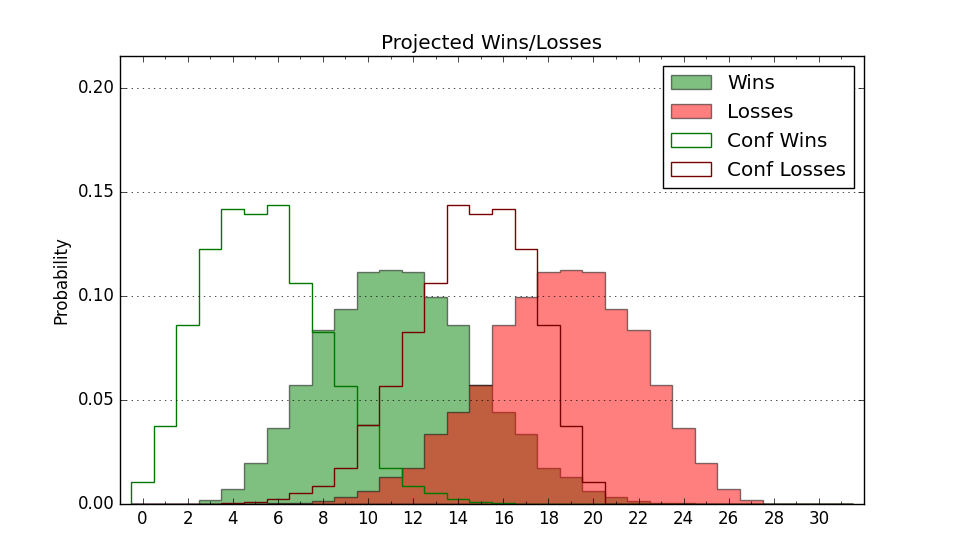 Projected Wins/Losses
Wins
Losses
Conf Wins
Conf Losses
Probability
0.20
0.15
0.10
0.05
0.00
0 2 4 6 8 10 12 14 16 18 20 22 24 26 28 30